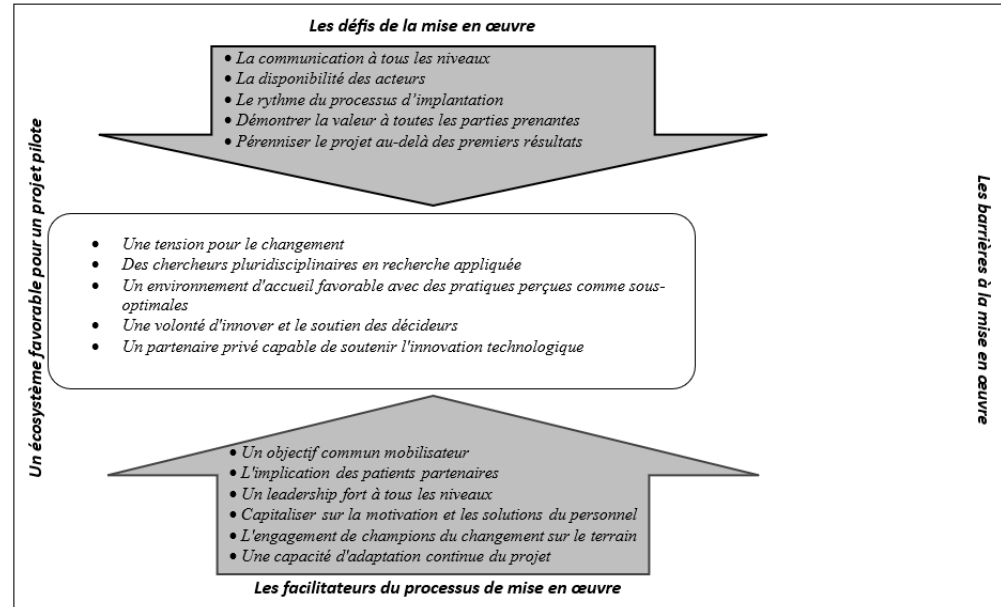 Les défis de la mise en œuvre
• La communication à tous les niveaux
• La disponibilité des acteurs
• Le rythme du processus d'implantation
• Démontrer la valeur à toutes les parties prenantes
• Pérenniser le projet au-delà des premiers résultats
Un écosystème favorable pour un projet pilote
• Une tension pour le changement
• Des chercheurs pluridisciplinaires en recherche appliquée
• Un environnement d'accueil favorable avec des pratiques perçues comme sous-
optimales
• Une volonté d'innover et le soutien des décideurs
• Un partenaire privé capable de soutenir l'innovation technologique
Les barrières à la mise en œuvre
• Un objectif commun mobilisateur
• L'implication des patients partenaires
• Un leadership fort à tous les niveaux
• Capitaliser sur la motivation et les solutions du personnel
• L'engagement de champions du changement sur le terrain
• Une capacité d'adaptation continue du projet
Les facilitateurs du processus de mise en œuvre